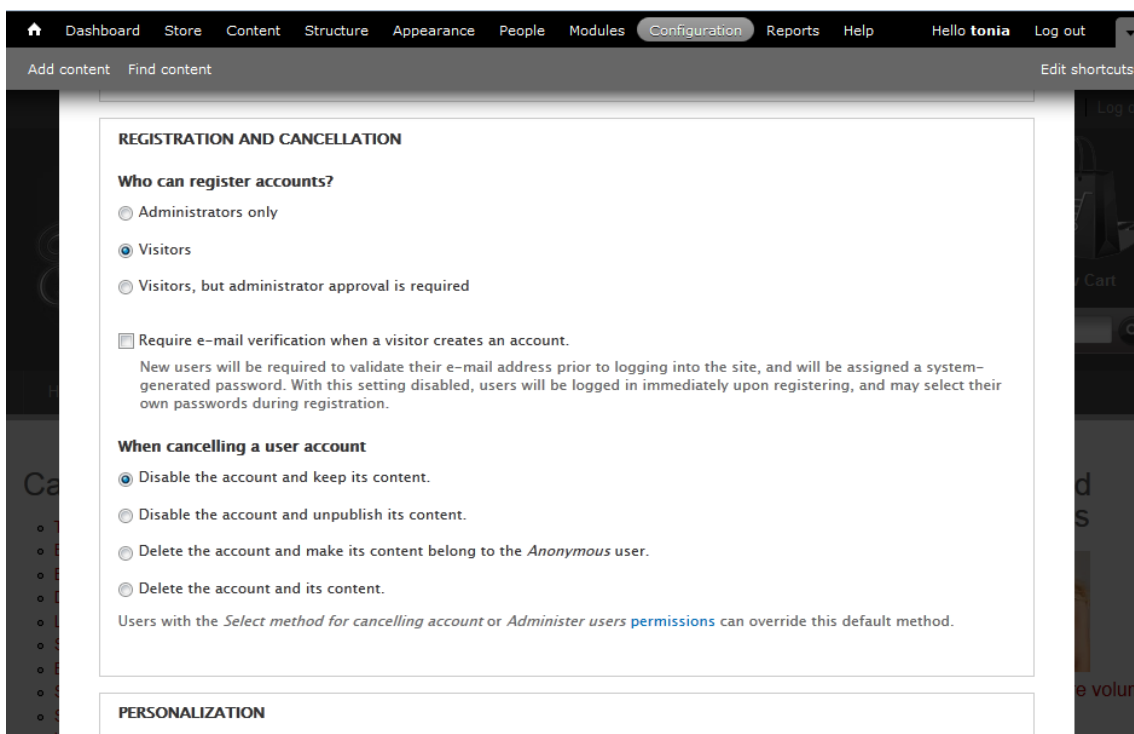 Dashboard Store Content Structure Appearance People Modules Configuration Reports Help Hello tonia Log out
Add content Find content Edit shortcuts
Log
REGISTRATION AND CANCELLATION
Who can register accounts?
Administrators only
Visitors
Visitors, but administrator approval is required
Cart
Require e-mail verification when a visitor creates an account.
New users will be required to validate their e-mail address prior to logging into the site, and will be assigned a system-
generated password. With this setting disabled, users will be logged in immediately upon registering, and may select their
own passwords during registration.
When cancelling a user account
Disable the account and keep its content.
Disable the account and unpublish its content.
Delete the account and make its content belong to the Anonymous user.
Delete the account and its content.
Users with the Select method for cancelling account or Administer users permissions can override this default method.
PERSONALIZATION